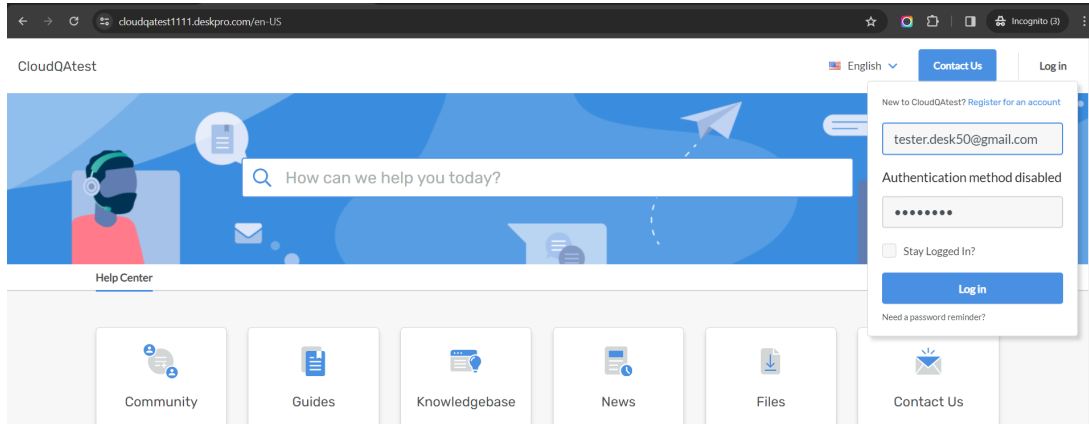 cloudqatest1111.deskpro.com/en-US
Incognito (3)
CloudQAtest
English
Contact Us
Log in
New to CloudQAtest? Register for an account
tester.desk50@gmail.com
How can we help you today?
Authentication method disabled
Stay Logged In?
Log in
Need a password reminder?
Help Center
Community
Guides
Knowledgebase
News
Files
Contact Us